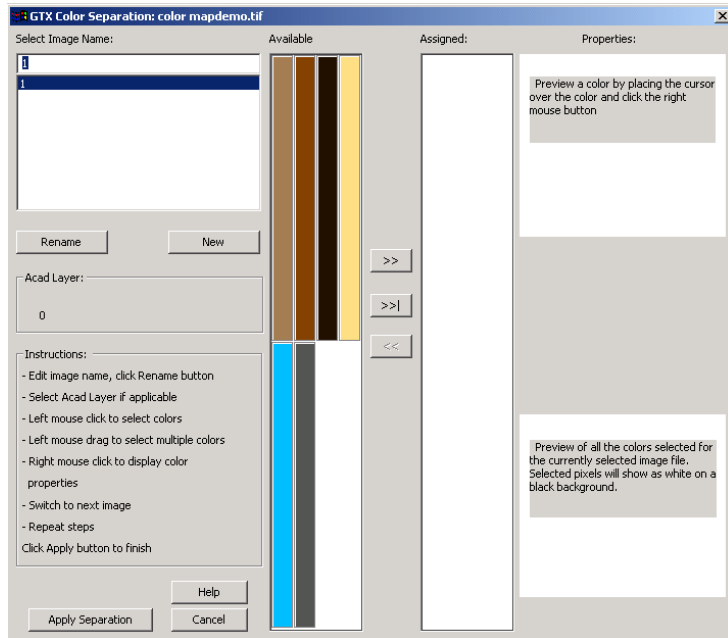 GTX Color Separation: color mapdemo.tif
Select Image Name:
1
1
Rename
New
Acad Layer:
0
Instructions:
- Edit image name, click Rename button
- Select Acad Layer if applicable
- Left mouse click to select colors
- Left mouse drag to select multiple colors
- Right mouse click to display color
properties
- Switch to next image
- Repeat steps
Click Apply button to finish
Help
Apply Separation
Cancel
Available
>>
>>|
<<
Assigned:
Properties:
Preview a color by placing the cursor
over the color and click the right
mouse button
Preview of all the colors selected for
the currently selected image file.
Selected pixels will show as white on a
black background.